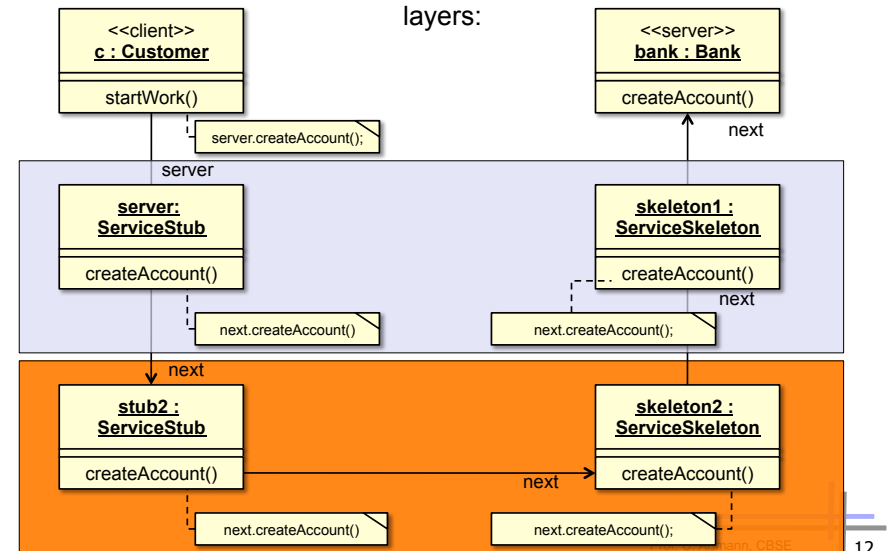 layers:
<<client>>
c : Customer
startWork()
server.createAccount();
<<server>>
bank : Bank
createAccount()
next
server
server:
ServiceStub
createAccount()
next.createAccount()
skeleton1 :
ServiceSkeleton
createAccount()
next
next.createAccount();
next
stub2 :
ServiceStub
createAccount()
next.createAccount()
next
skeleton2 :
ServiceSkeleton
createAccount()
next.createAccount();
CBSE
12